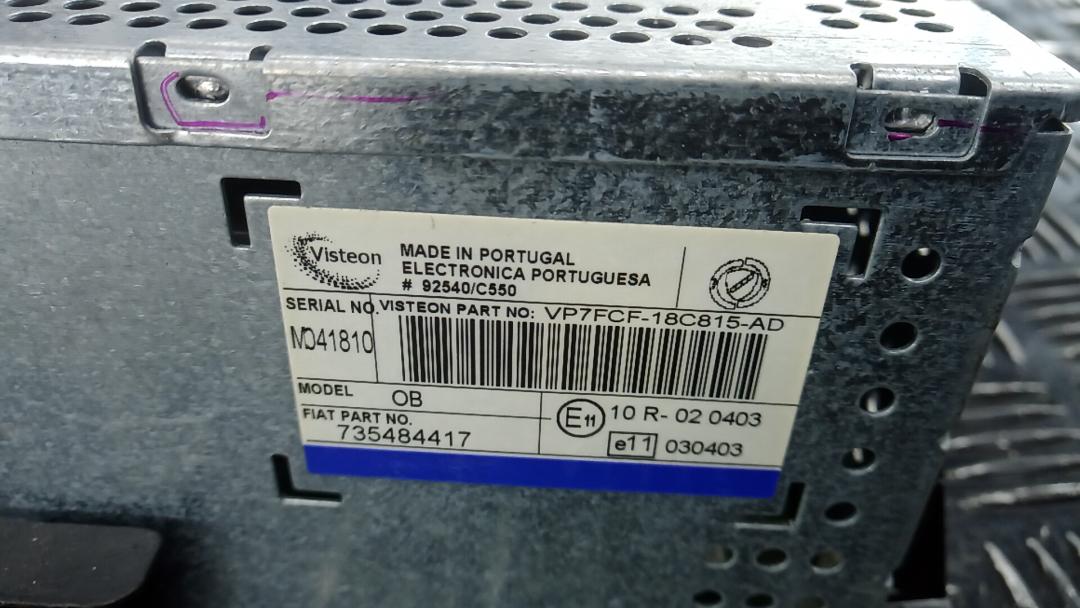 Visteon
MADE IN PORTUGAL
ELECTRONICA PORTUGUESA
# 92540/C550
SERIAL NO.
M041810
VISTEON PART NO: VP7FCF-18C815-AD
MODEL
OB
FIAT PART NO.
735484417
E11 10 R- 02 0403
e11 030403